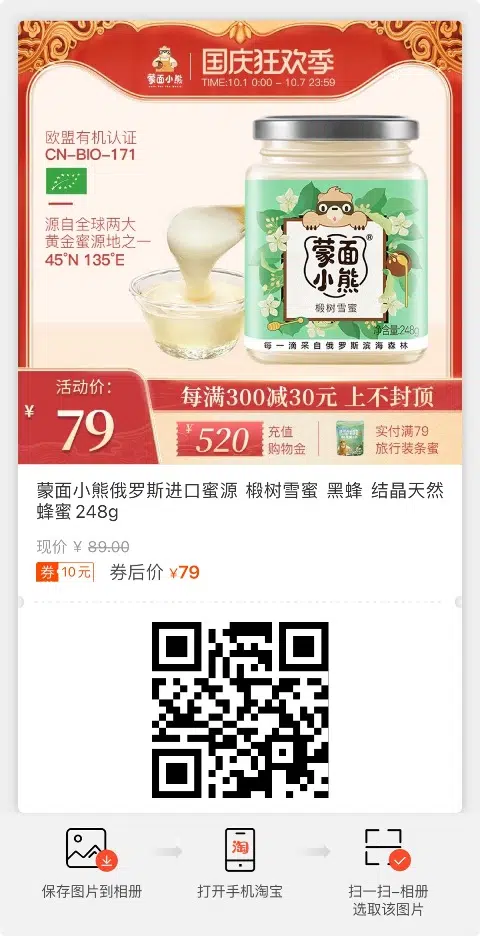 蒙面小熊
国庆狂欢季
TIME:10.1 0:00 - 10.7 23:59
欧盟有机认证
CN-BIO-171
源自全球两大
黄金蜜源地之一
45°N 135°E
蒙面小熊®
椴树雪蜜
净含量:248g
每一滴采自俄罗斯滨海森林
活动价:
¥ 79
每满300减30元 上不封顶
¥ 520 充值购物金
实付满79
旅行装条蜜
蒙面小熊俄罗斯进口蜜源 椴树雪蜜 黑蜂 结晶天然
蜂蜜248g
现价 ¥ 89.00
券 10元 券后价 ¥79
淘
保存图片到相册
打开手机淘宝
扫一扫-相册
选取该图片